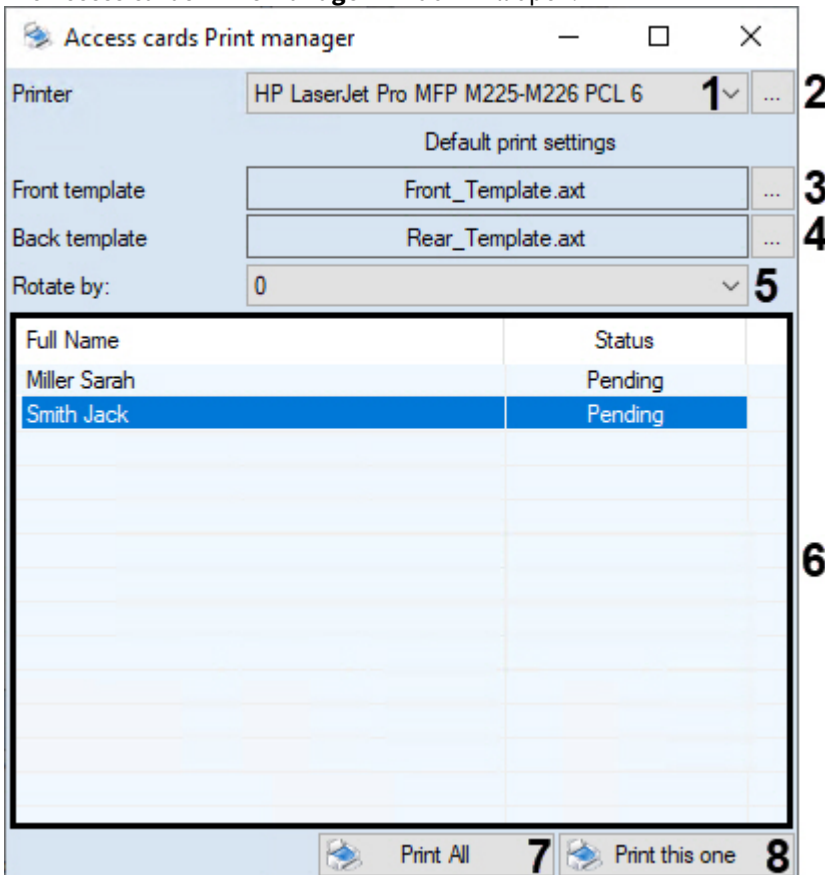 Access cards Print manager
Printer HP LaserJet Pro MFP M225-M226 PCL 6 1 ... 2
Default print settings
Front template Front_Template.axt ... 3
Back template Rear_Template.axt ... 4
Rotate by: 0 5
Full Name Status
Miller Sarah Pending
Smith Jack Pending
6
Print All 7 Print this one 8